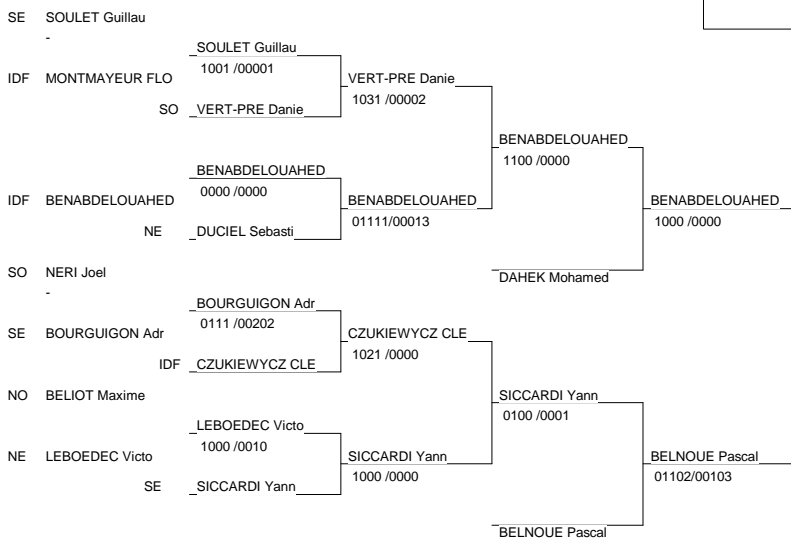 SE SOULET Guillau
-
SOULET Guillau
1001 /00001
IDF MONTMAYEUR FLO
VERT-PRE Danie
1031 /00002
SO VERT-PRE Danie
BENABDELOUAHED
1100 /0000
BENABDELOUAHED
0000 /0000
IDF BENABDELOUAHED
BENABDELOUAHED
01111/00013
BENABDELOUAHED
1000 /0000
NE DUCIEL Sebasti
SO NERI Joel
-
DAHEK Mohamed
BOURGUIGON Adr
0111 /00202
SE BOURGUIGON Adr
CZUKIEWYCZ CLE
1021 /0000
IDF CZUKIEWYCZ CLE
NO BELIOT Maxime
SICCARDI Yann
0100 /0001
LEBOEDEC Victo
1000 /0010
NE LEBOEDEC Victo
SICCARDI Yann
1000 /0000
BELNOUE Pascal
01102/00103
SE SICCARDI Yann
BELNOUE Pascal